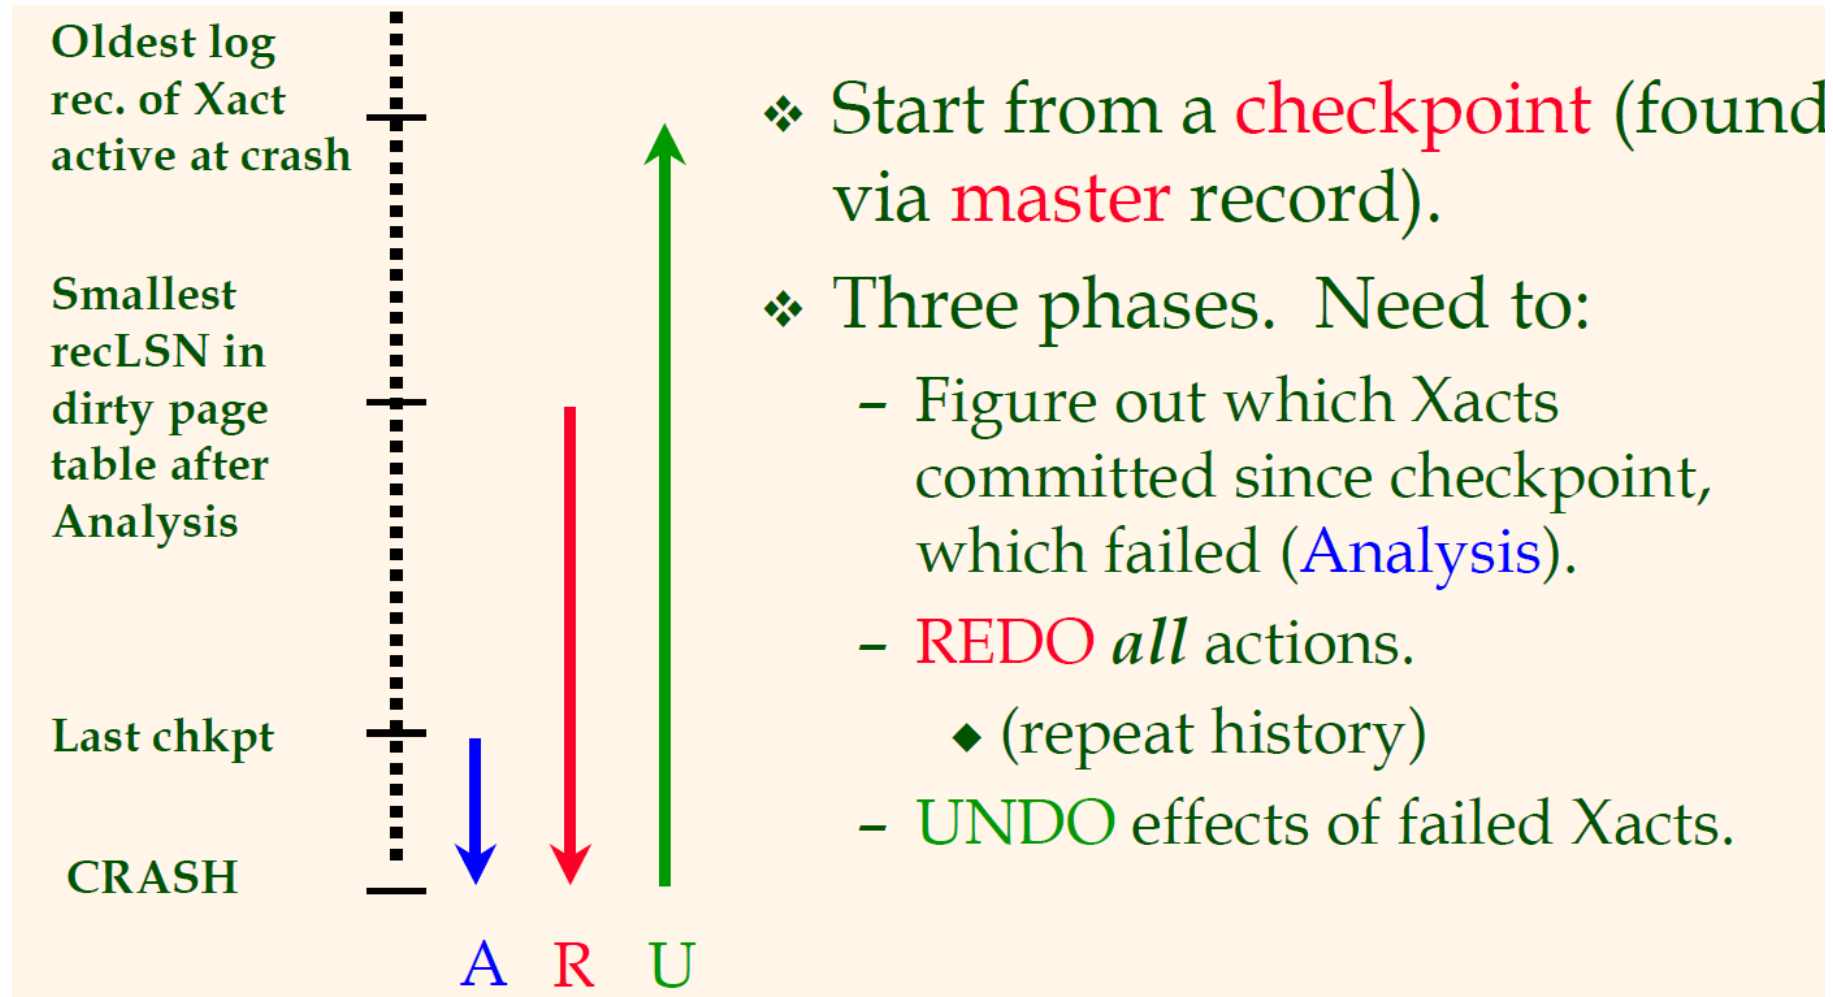 Oldest log
rec. of Xact
active at crash
Smallest
recLSN in
dirty page
table after
Analysis
Last chkpt
CRASH
A R U
❖ Start from a checkpoint (found
via master record).
❖ Three phases. Need to:
– Figure out which Xacts
committed since checkpoint,
which failed (Analysis).
– REDO all actions.
◆ (repeat history)
– UNDO effects of failed Xacts.